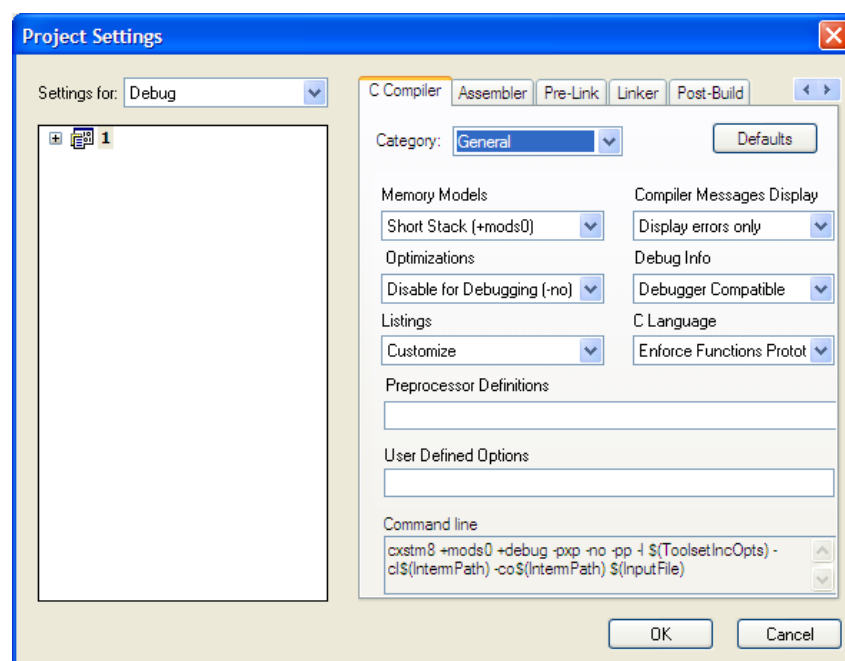 Project Settings
Settings for: Debug
1
C Compiler Assembler Pre-Link Linker Post-Build
Category: General Defaults
Memory Models Compiler Messages Display
Short Stack (+mods0) Display errors only
Optimizations Debug Info
Disable for Debugging (-no) Debugger Compatible
Listings C Language
Customize Enforce Functions Protot
Preprocessor Definitions
User Defined Options
Command line
cxstm8 +mods0 +debug -pxp -no -pp -l $(ToolsetIncOpts) -
cl$(IntermPath) -co$(IntermPath) $(InputFile)
OK Cancel